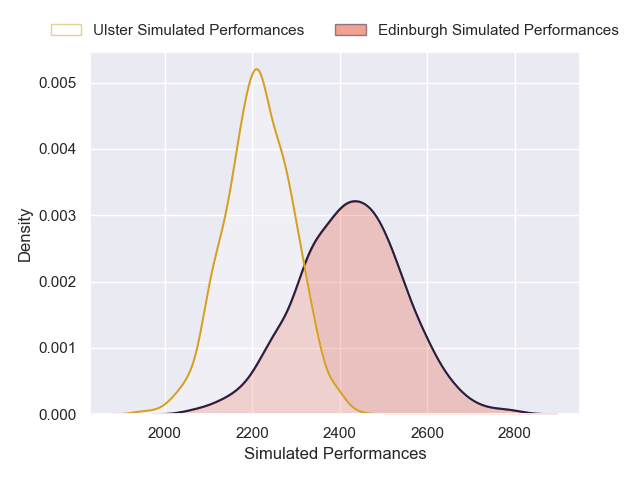 Ulster Simulated Performances Edinburgh Simulated Performances
0.005
0.004
0.003
0.002
0.001
0.000
Density
2000 2200 2400 2600 2800
Simulated Performances